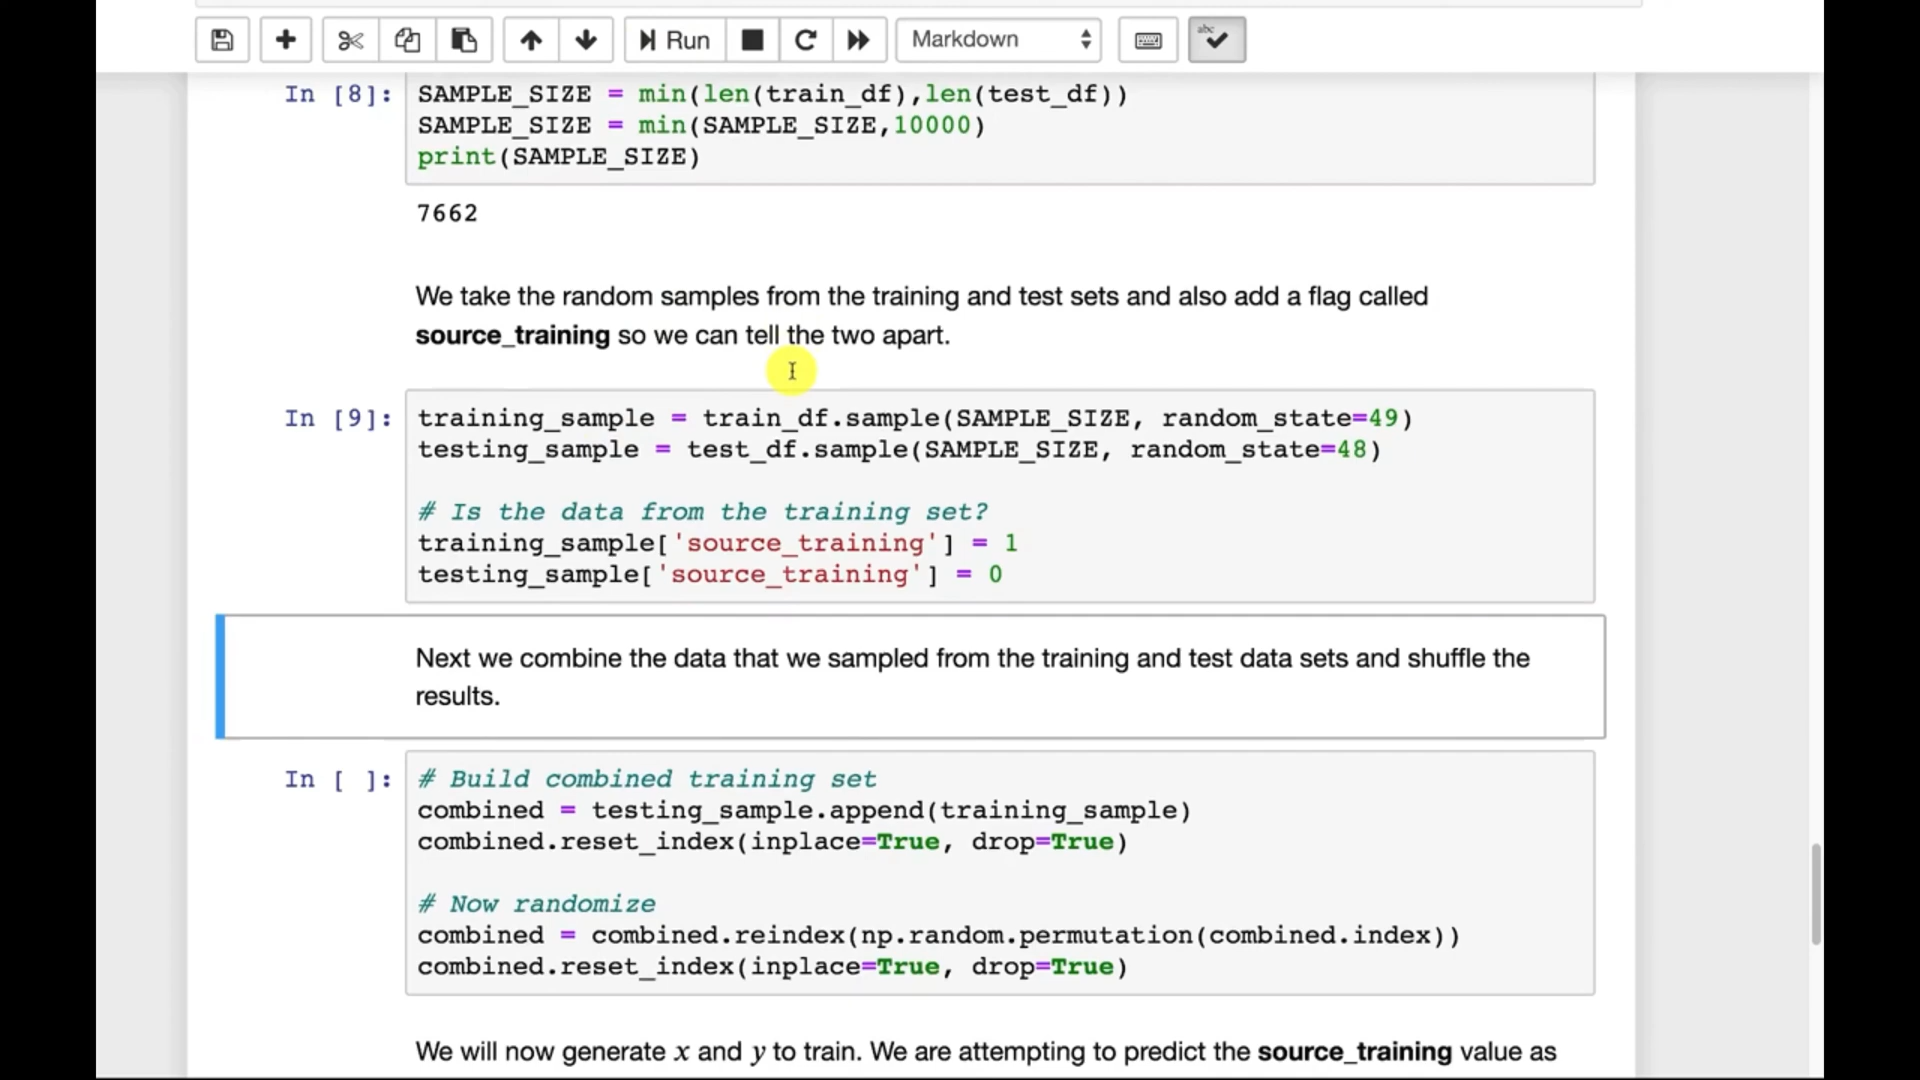 Run
Markdown
abc
In [8]:
SAMPLE_SIZE = min(len(train_df),len(test_df))
SAMPLE_SIZE = min(SAMPLE_SIZE,10000)
print(SAMPLE_SIZE)
7662
We take the random samples from the training and test sets and also add a flag called
source_training so we can tell the two apart.
In [9]:
training_sample = train_df.sample(SAMPLE_SIZE, random_state=49)
testing_sample = test_df.sample(SAMPLE_SIZE, random_state=48)
# Is the data from the training set?
training_sample['source_training'] = 1
testing_sample['source_training'] = 0
Next we combine the data that we sampled from the training and test data sets and shuffle the
results.
In [ ]:
# Build combined training set
combined = testing_sample.append(training_sample)
combined.reset_index(inplace=True, drop=True)
# Now randomize
combined = combined.reindex(np.random.permutation(combined.index))
combined.reset_index(inplace=True, drop=True)
We will now generate x and y to train. We are attempting to predict the source_training value as